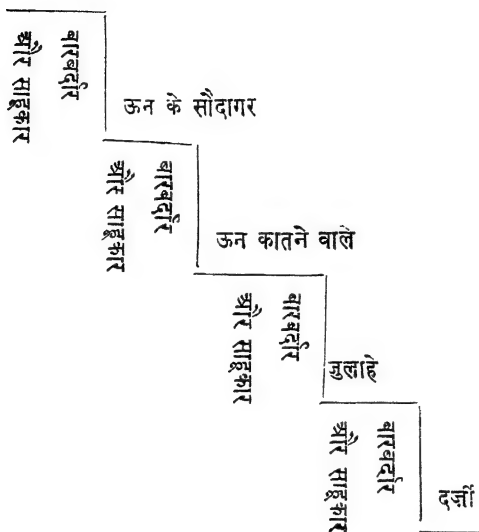 बारबर्दार
और साहूकार
ऊन के सौदागर
बारबर्दार
और साहूकार
ऊन कातने वाले
बारबर्दार
और साहूकार
जुलाहे
बारबर्दार
और साहूकार
दर्ज़ी